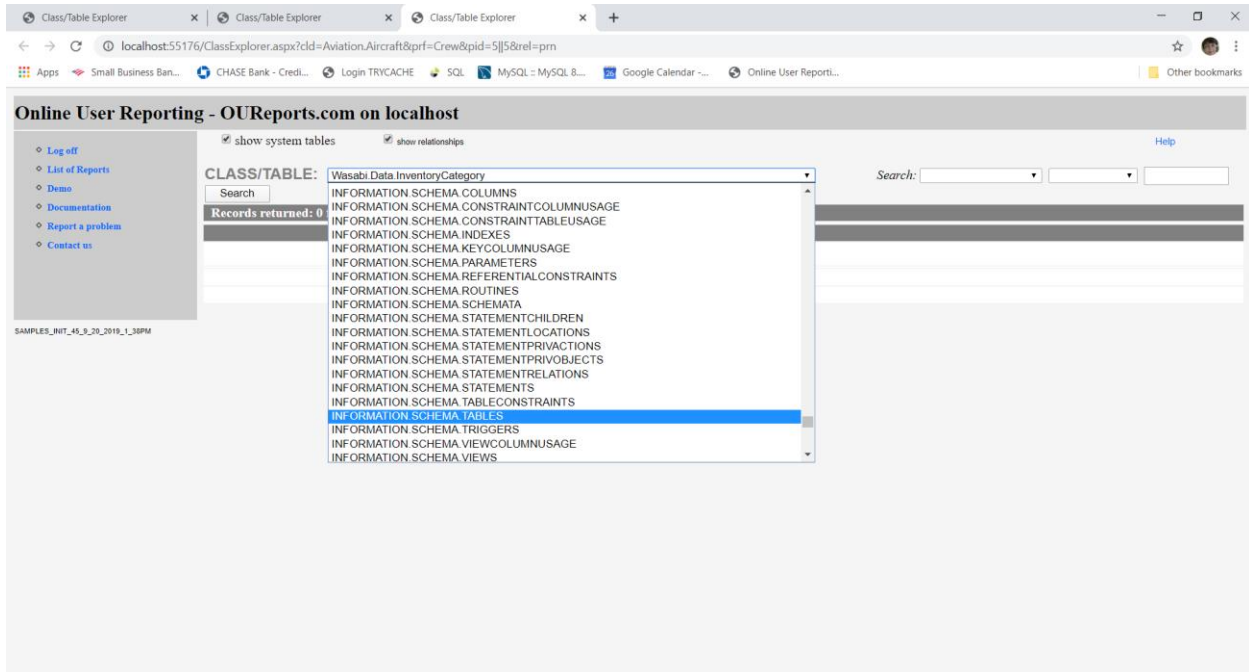 Class/Table Explorer
Class/Table Explorer
Class/Table Explorer
localhost:55176/ClassExplorer.aspx?cld=Aviation.Aircraft&prf=Crew&pid=5||5&rel=prn
Apps
Small Business Ban...
CHASE Bank - Credi...
Login TRYCACHE
SQL
MySQL :: MySQL 8....
Google Calendar -...
Online User Reporti...
Other bookmarks
Online User Reporting - OUReports.com on localhost
Log off
List of Reports
Demo
Documentation
Report a problem
Contact us
SAMPLES_INIT_45_9_20_2019_1_38PM
show system tables
show relationships
Help
CLASS/TABLE:
Wasabi.Data.InventoryCategory
Search:
Search
Records returned: 0
INFORMATION.SCHEMA.COLUMNS
INFORMATION.SCHEMA.CONSTRAINTCOLUMNUSAGE
INFORMATION.SCHEMA.CONSTRAINTTABLEUSAGE
INFORMATION.SCHEMA.INDEXES
INFORMATION.SCHEMA.KEYCOLUMNUSAGE
INFORMATION.SCHEMA.PARAMETERS
INFORMATION.SCHEMA.REFERENTIALCONSTRAINTS
INFORMATION.SCHEMA.ROUTINES
INFORMATION.SCHEMA.SCHEMATA
INFORMATION.SCHEMA.STATEMENTCHILDREN
INFORMATION.SCHEMA.STATEMENTLOCATIONS
INFORMATION.SCHEMA.STATEMENTPRIVACTIONS
INFORMATION.SCHEMA.STATEMENTPRIVOBJECTS
INFORMATION.SCHEMA.STATEMENTRELATIONS
INFORMATION.SCHEMA.STATEMENTS
INFORMATION.SCHEMA.TABLECONSTRAINTS
INFORMATION.SCHEMA.TABLES
INFORMATION.SCHEMA.TRIGGERS
INFORMATION.SCHEMA.VIEWCOLUMNUSAGE
INFORMATION.SCHEMA.VIEWS